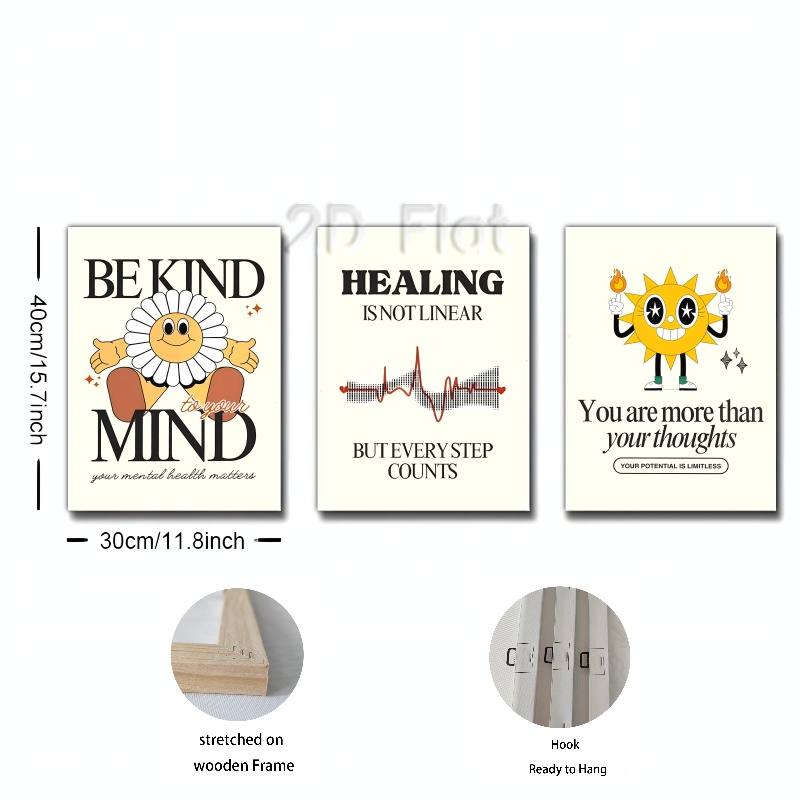 2D Flat
BE KIND
to your
MIND
your mental health matters
HEALING
IS NOT LINEAR
BUT EVERY STEP
COUNTS
You are more than
your thoughts
YOUR POTENTIAL IS LIMITLESS
40cm/15.7inch
30cm/11.8inch
stretched on
wooden Frame
Hook
Ready to Hang